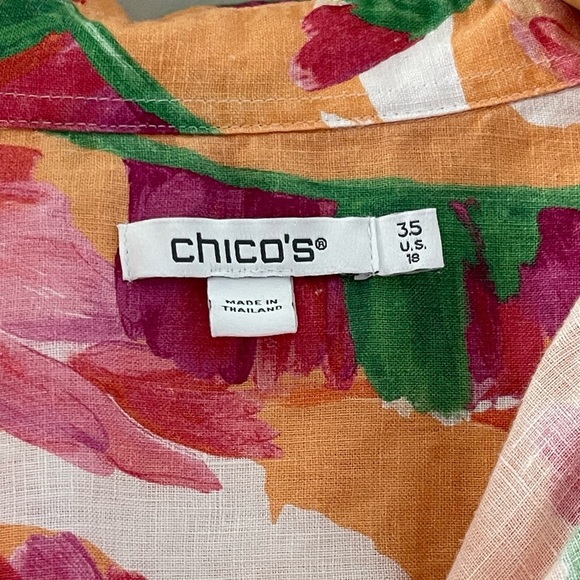 chico's®
3.5
U.S.
18
MADE IN
THAILAND